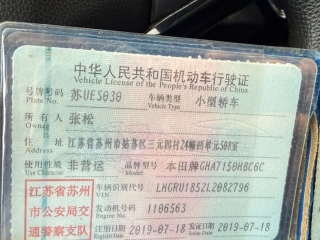 中华人民共和国机动车行驶证
Vehicle License of the People's Republic of China
号牌号码 苏UES030 车辆类型 小型轿车
Plate No. Vehicle Type
所有人 张松
Owner
住址 江苏省苏州市姑苏区三元四村24幢四单元508室
Address
使用性质 非营运 品牌型号 本田牌GHA7150HBC6C
Use Character Model
江苏省苏州 车辆识别代号 LHGRU1852L2082796
VIN
市公安局交 发动机号码 1106563
Engine No.
通警察支队 注册日期 2019-07-18 发证日期 2019-07-18
Register Date Issue Date